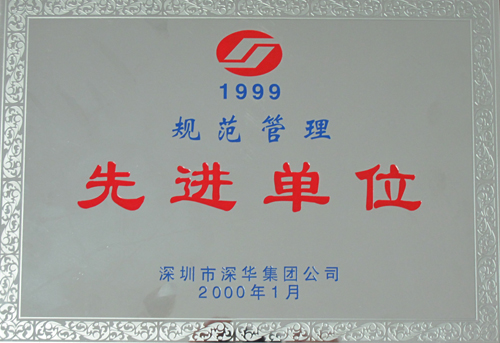 1999
规范管理
先进单位
深圳市深华集团公司
2000年1月